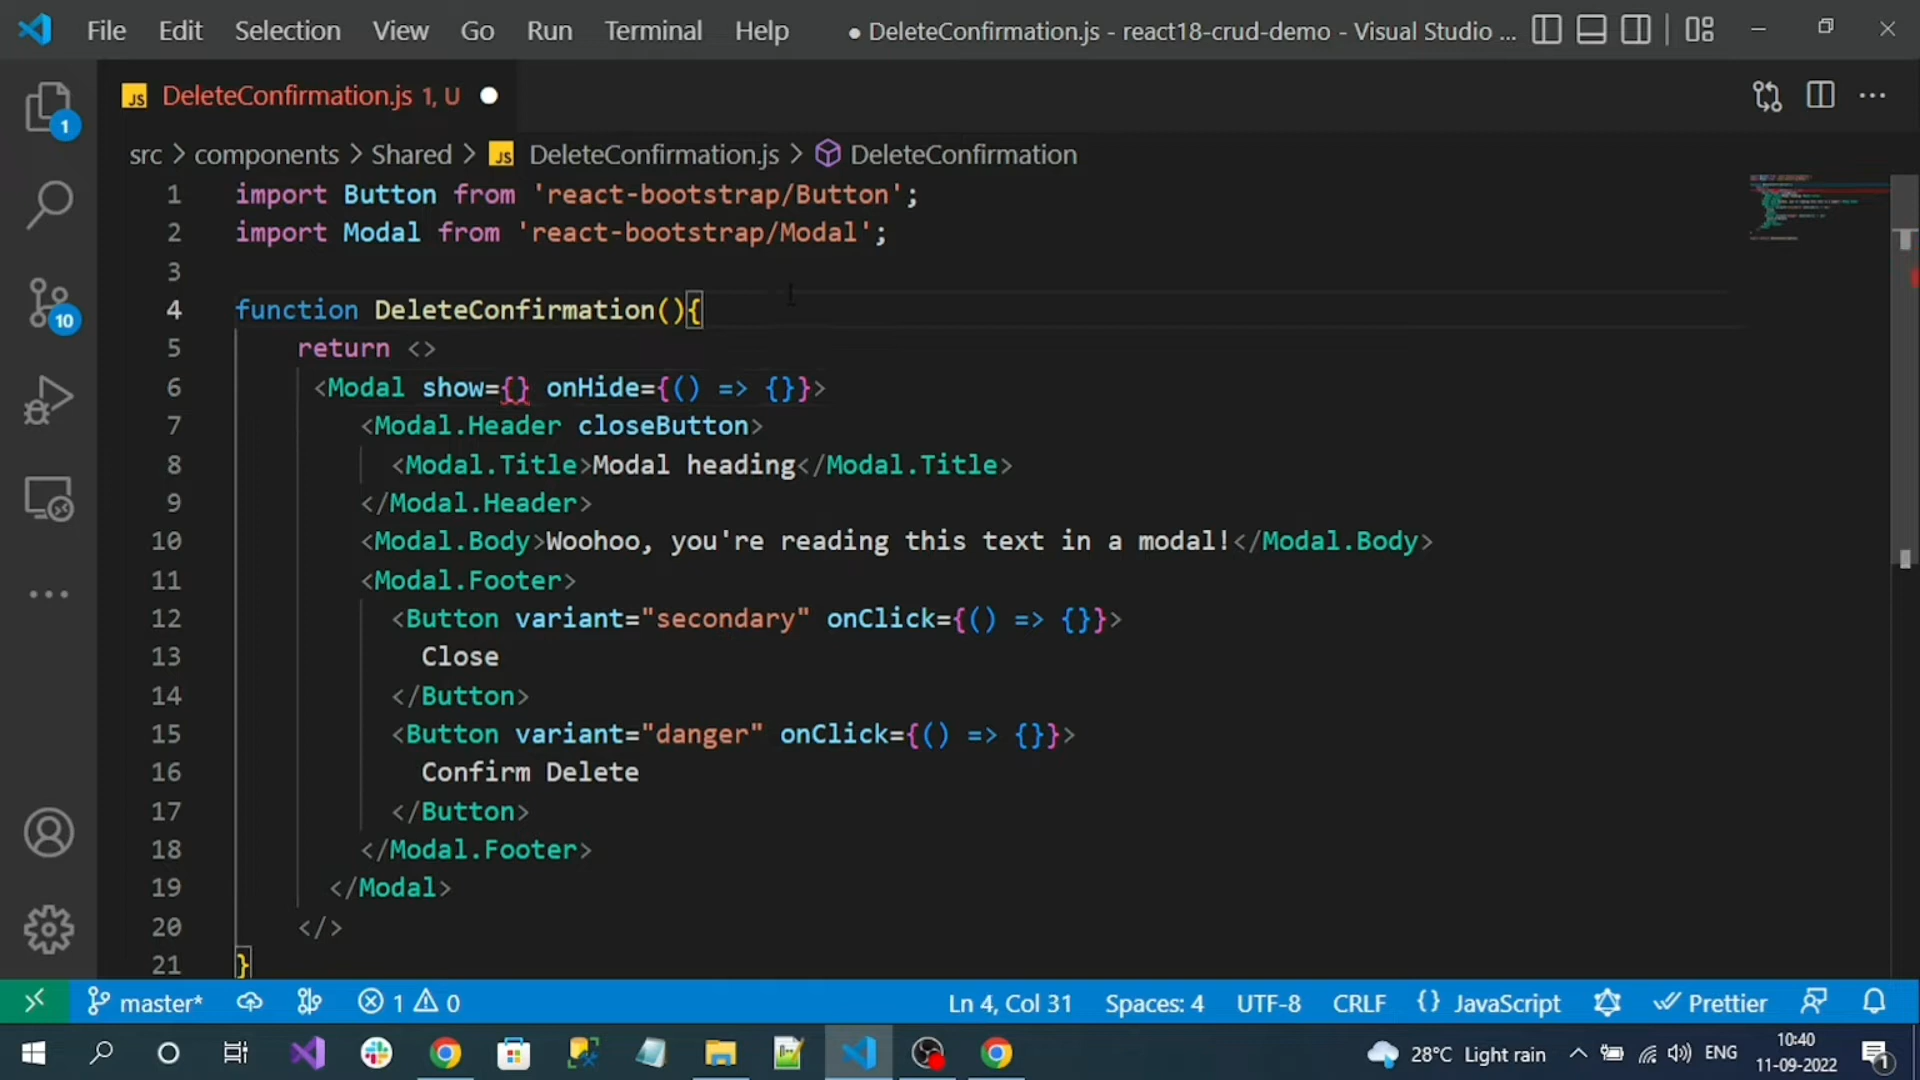 File Edit Selection View Go Run Terminal Help ● DeleteConfirmation.js - react18-crud-demo - Visual Studio ...
JS DeleteConfirmation.js 1, U
src > components > Shared > JS DeleteConfirmation.js > DeleteConfirmation
1 import Button from 'react-bootstrap/Button';
2 import Modal from 'react-bootstrap/Modal';
3
4 function DeleteConfirmation(){
5 return <>
6 <Modal show={} onHide={() => {}}>
7 <Modal.Header closeButton>
8 <Modal.Title>Modal heading</Modal.Title>
9 </Modal.Header>
10 <Modal.Body>Woohoo, you're reading this text in a modal!</Modal.Body>
11 <Modal.Footer>
12 <Button variant="secondary" onClick={() => {}}>
13 Close
14 </Button>
15 <Button variant="danger" onClick={() => {}}>
16 Confirm Delete
17 </Button>
18 </Modal.Footer>
19 </Modal>
20 </>
21 }
1
10
master* 1 0 Ln 4, Col 31 Spaces: 4 UTF-8 CRLF {} JavaScript Prettier
28°C Light rain ENG 10:40
11-09-2022 1